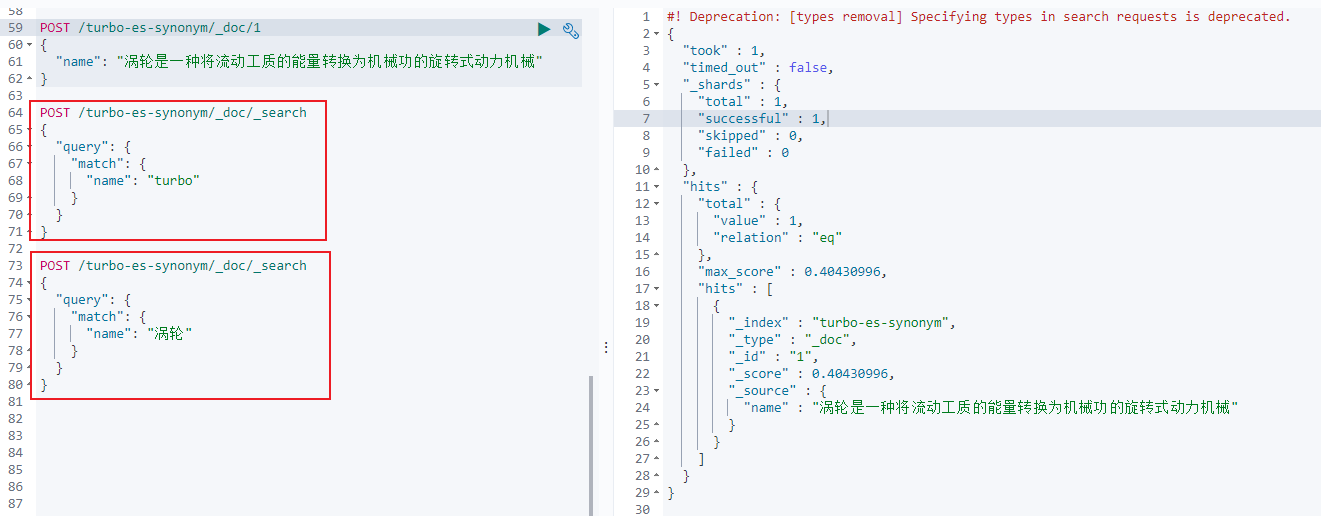 58
59 POST /turbo-es-synonym/_doc/1
60 {
61 "name": "涡轮是一种将流动工质的能量转换为机械功的旋转式动力机械"
62 }
63
64 POST /turbo-es-synonym/_doc/_search
65 {
66 "query": {
67 "match": {
68 "name": "turbo"
69 }
70 }
71 }
72
73 POST /turbo-es-synonym/_doc/_search
74 {
75 "query": {
76 "match": {
77 "name": "涡轮"
78 }
79 }
80 }
81
82
83
84
85
86
87
1 #! Deprecation: [types removal] Specifying types in search requests is deprecated.
2 {
3 "took" : 1,
4 "timed_out" : false,
5 "_shards" : {
6 "total" : 1,
7 "successful" : 1,
8 "skipped" : 0,
9 "failed" : 0
10 },
11 "hits" : {
12 "total" : {
13 "value" : 1,
14 "relation" : "eq"
15 },
16 "max_score" : 0.40430996,
17 "hits" : [
18 {
19 "_index" : "turbo-es-synonym",
20 "_type" : "_doc",
21 "_id" : "1",
22 "_score" : 0.40430996,
23 "_source" : {
24 "name" : "涡轮是一种将流动工质的能量转换为机械功的旋转式动力机械"
25 }
26 }
27 ]
28 }
29 }
30